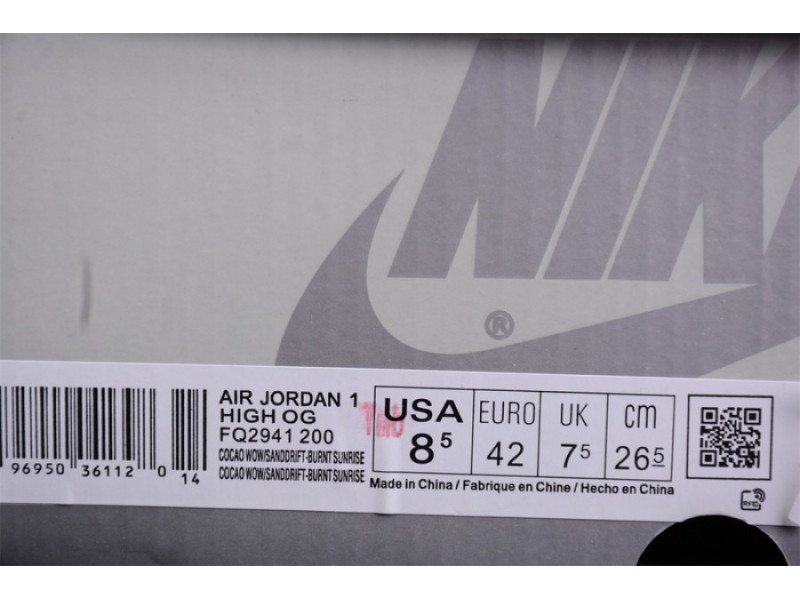 NIK
®
AIR JORDAN 1
HIGH OG
FQ2941 200
COCAO WOW/SANDDRIFT-BURNT SUNRISE
COCAO WOW/SANDDRIFT-BURNT SUNRISE
USA EURO UK cm
8 5 42 7 5 26 5
Made in China / Fabrique en Chine / Hecho en China
96950 36112 0 14